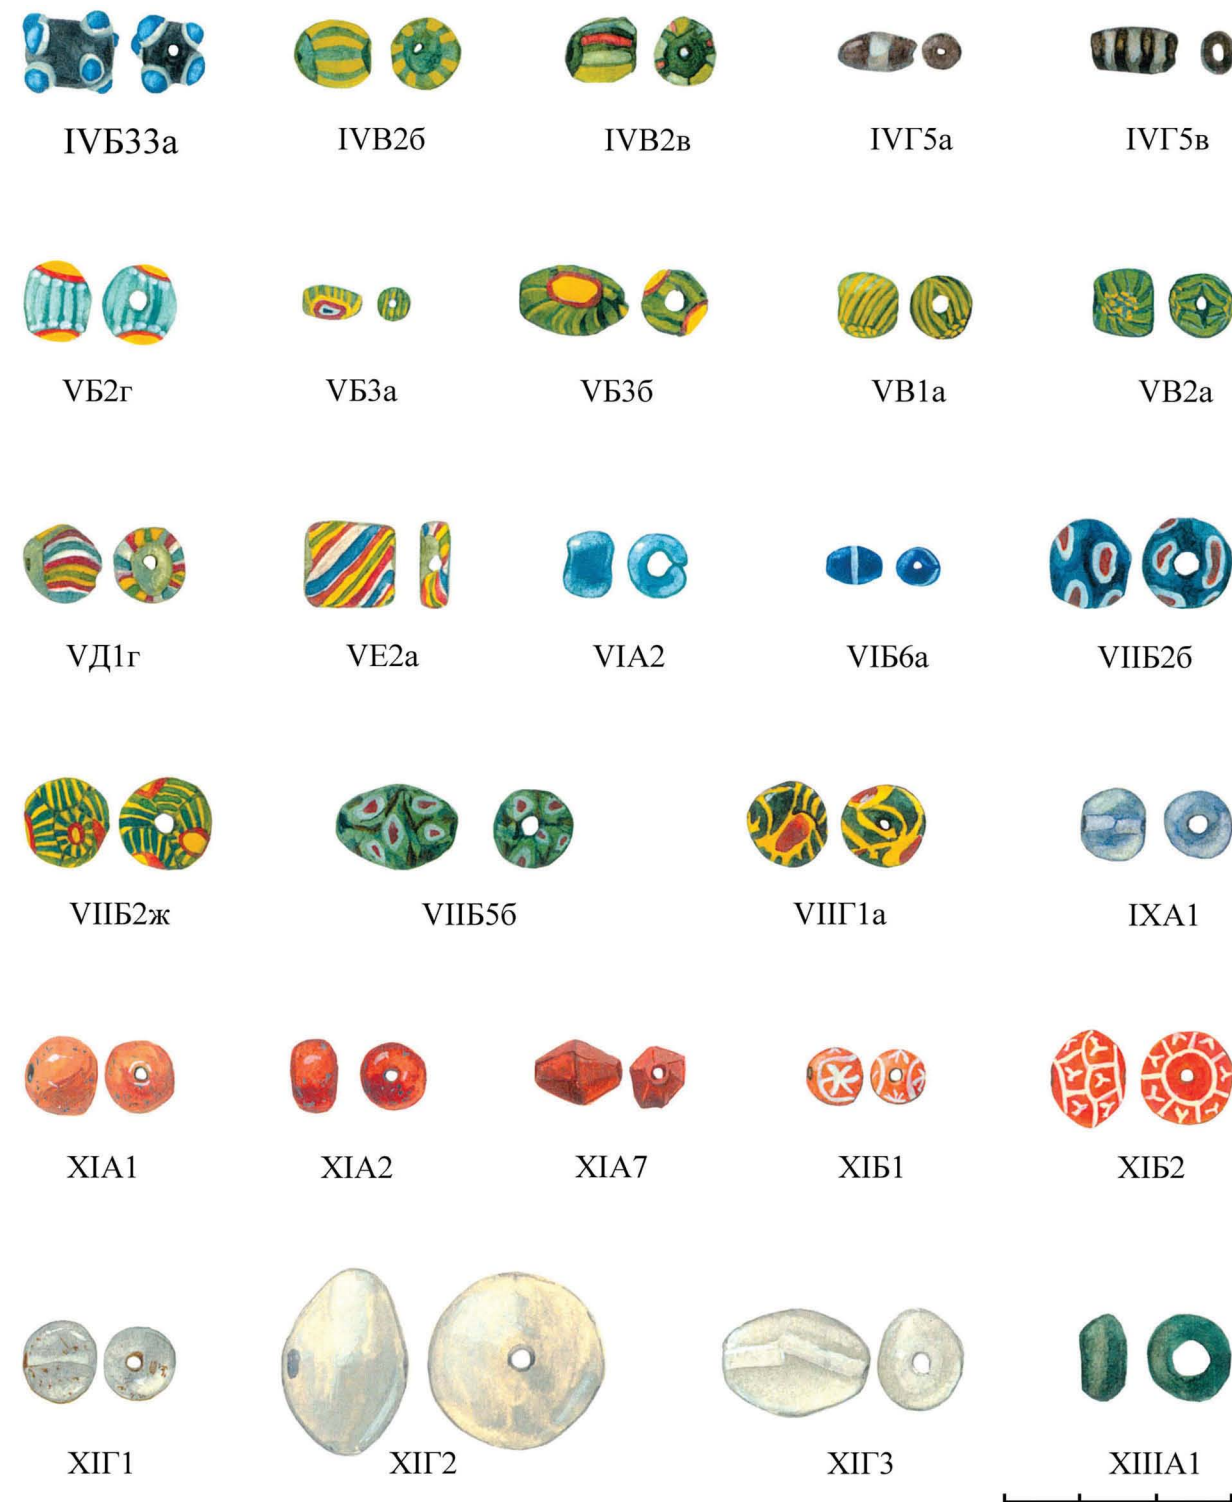 IVБ33а IVВ2б IVВ2в IVГ5а IVГ5в
VБ2г VБ3а VБ3б VВ1а VВ2а
VД1г VЕ2а VIА2 VIБ6а VIIБ2б
VIIБ2ж VIIБ5б VIIГ1а IXА1
XIА1 XIА2 XIА7 XIБ1 XIБ2
XIГ1 XIГ2 XIГ3 XIIIА1